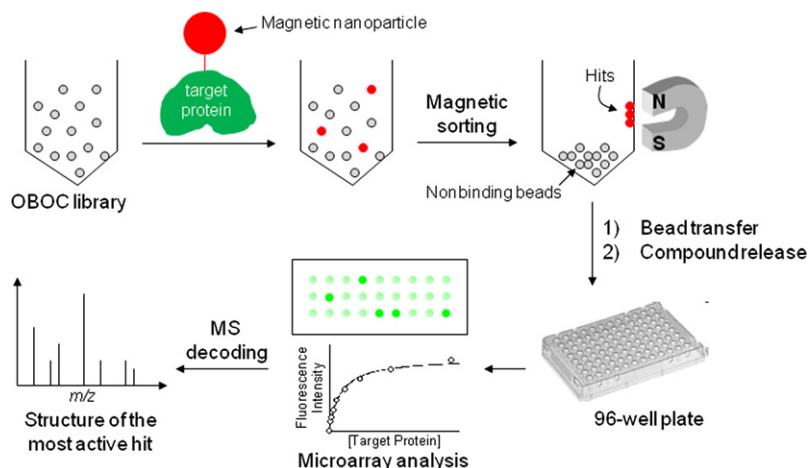 Magnetic nanoparticle
target
protein
OBOC library
Magnetic
sorting
Hits
N
S
Nonbinding beads
1) Bead transfer
2) Compound release
96-well plate
Fluorescence
Intensity
[Target Protein]
Microarray analysis
MS
decoding
m/z
Structure of the
most active hit